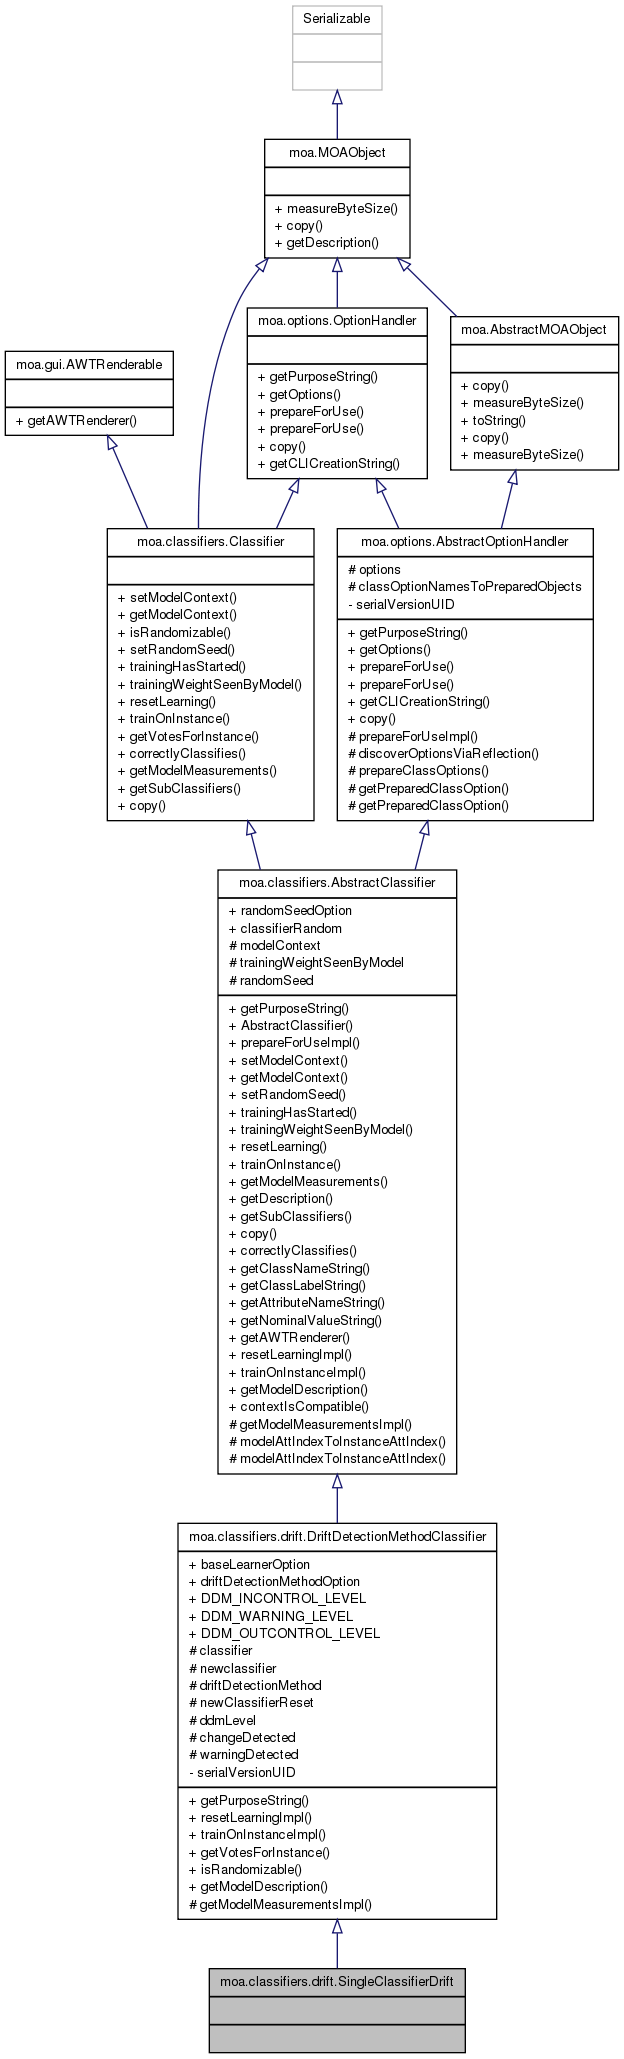 Serializable
moa.MOAObject
+ measureByteSize()
+ copy()
+ getDescription()
moa.gui.AWTRenderable
+ getAWTRenderer()
moa.options.OptionHandler
+ getPurposeString()
+ getOptions()
+ prepareForUse()
+ prepareForUse()
+ copy()
+ getCLICreationString()
moa.AbstractMOAObject
+ copy()
+ measureByteSize()
+ toString()
+ copy()
+ measureByteSize()
moa.classifiers.Classifier
+ setModelContext()
+ getModelContext()
+ isRandomizable()
+ setRandomSeed()
+ trainingHasStarted()
+ trainingWeightSeenByModel()
+ resetLearning()
+ trainOnInstance()
+ getVotesForInstance()
+ correctlyClassifies()
+ getModelMeasurements()
+ getSubClassifiers()
+ copy()
moa.options.AbstractOptionHandler
# options
# classOptionNamesToPreparedObjects
- serialVersionUID
+ getPurposeString()
+ getOptions()
+ prepareForUse()
+ prepareForUse()
+ getCLICreationString()
+ copy()
# prepareForUseImpl()
# discoverOptionsViaReflection()
# prepareClassOptions()
# getPreparedClassOption()
# getPreparedClassOption()
moa.classifiers.AbstractClassifier
+ randomSeedOption
+ classifierRandom
# modelContext
# trainingWeightSeenByModel
# randomSeed
+ getPurposeString()
+ AbstractClassifier()
+ prepareForUseImpl()
+ setModelContext()
+ getModelContext()
+ setRandomSeed()
+ trainingHasStarted()
+ trainingWeightSeenByModel()
+ resetLearning()
+ trainOnInstance()
+ getModelMeasurements()
+ getDescription()
+ getSubClassifiers()
+ copy()
+ correctlyClassifies()
+ getClassNameString()
+ getClassLabelString()
+ getAttributeNameString()
+ getNominalValueString()
+ getAWTRenderer()
+ resetLearningImpl()
+ trainOnInstanceImpl()
+ getModelDescription()
+ contextIsCompatible()
# getModelMeasurementsImpl()
# modelAttIndexToInstanceAttIndex()
# modelAttIndexToInstanceAttIndex()
moa.classifiers.drift.DriftDetectionMethodClassifier
+ baseLearnerOption
+ driftDetectionMethodOption
+ DDM_INCONTROL_LEVEL
+ DDM_WARNING_LEVEL
+ DDM_OUTCONTROL_LEVEL
# classifier
# newclassifier
# driftDetectionMethod
# newClassifierReset
# ddmLevel
# changeDetected
# warningDetected
- serialVersionUID
+ getPurposeString()
+ resetLearningImpl()
+ trainOnInstanceImpl()
+ getVotesForInstance()
+ isRandomizable()
+ getModelDescription()
# getModelMeasurementsImpl()
moa.classifiers.drift.SingleClassifierDrift